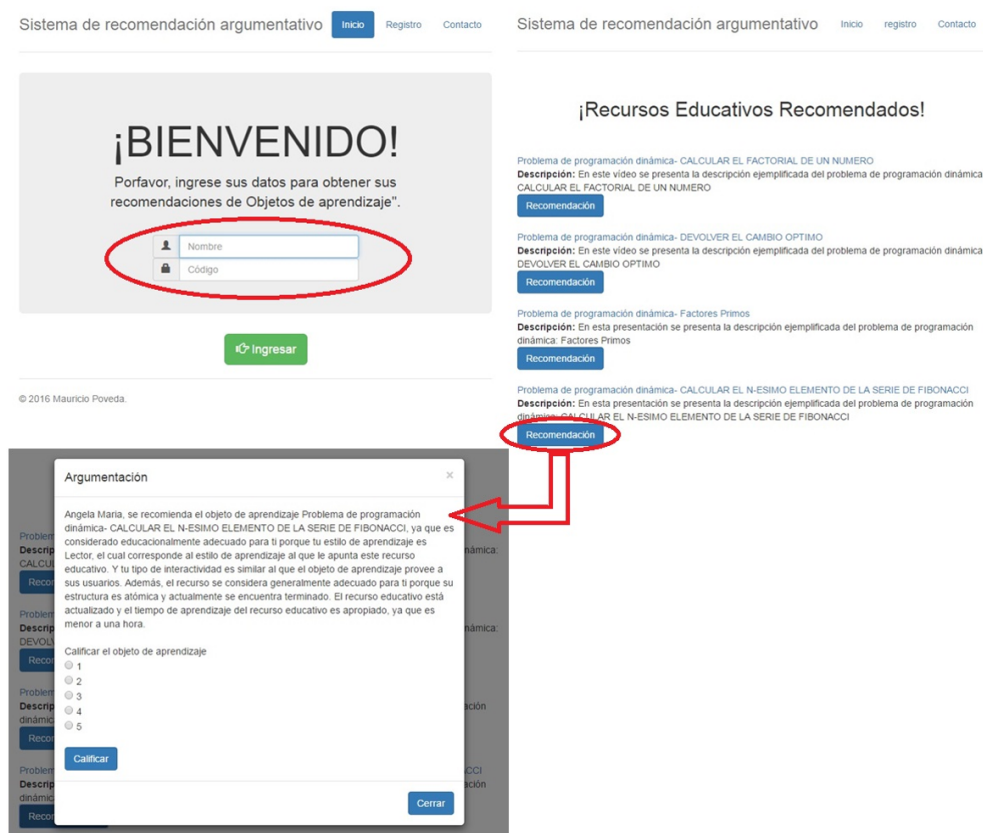 Sistema de recomendación argumentativo Inicio Registro Contacto
¡BIENVENIDO!
Porfavor, ingrese sus datos para obtener sus
recomendaciones de Objetos de aprendizaje".
Nombre
Código
Ingresar
© 2016 Mauricio Poveda.
Sistema de recomendación argumentativo Inicio registro Contacto
¡Recursos Educativos Recomendados!
Problema de programación dinámica- CALCULAR EL FACTORIAL DE UN NUMERO
Descripción: En este vídeo se presenta la descripción ejemplificada del problema de programación dinámica
CALCULAR EL FACTORIAL DE UN NUMERO
Recomendación
Problema de programación dinámica- DEVOLVER EL CAMBIO OPTIMO
Descripción: En este vídeo se presenta la descripción ejemplificada del problema de programación dinámica
DEVOLVER EL CAMBIO OPTIMO
Recomendación
Problema de programación dinámica- Factores Primos
Descripción: En esta presentación se presenta la descripción ejemplificada del problema de programación
dinámica: Factores Primos
Recomendación
Problema de programación dinámica- CALCULAR EL N-ESIMO ELEMENTO DE LA SERIE DE FIBONACCI
Descripción: En esta presentación se presenta la descripción ejemplificada del problema de programación
dinámica: CALCULAR EL N-ESIMO ELEMENTO DE LA SERIE DE FIBONACCI
Recomendación
Argumentación ×
Angela Maria, se recomienda el objeto de aprendizaje Problema de programación
dinámica- CALCULAR EL N-ESIMO ELEMENTO DE LA SERIE DE FIBONACCI, ya que es
considerado educacionalmente adecuado para ti porque tu estilo de aprendizaje es
Lector, el cual corresponde al estilo de aprendizaje al que le apunta este recurso
educativo. Y tu tipo de interactividad es similar al que el objeto de aprendizaje provee a
sus usuarios. Además, el recurso se considera generalmente adecuado para ti porque su
estructura es atómica y actualmente se encuentra terminado. El recurso educativo está
actualizado y el tiempo de aprendizaje del recurso educativo es apropiado, ya que es
menor a una hora.
Calificar el objeto de aprendizaje
1
2
3
4
5
Calificar
Cerrar